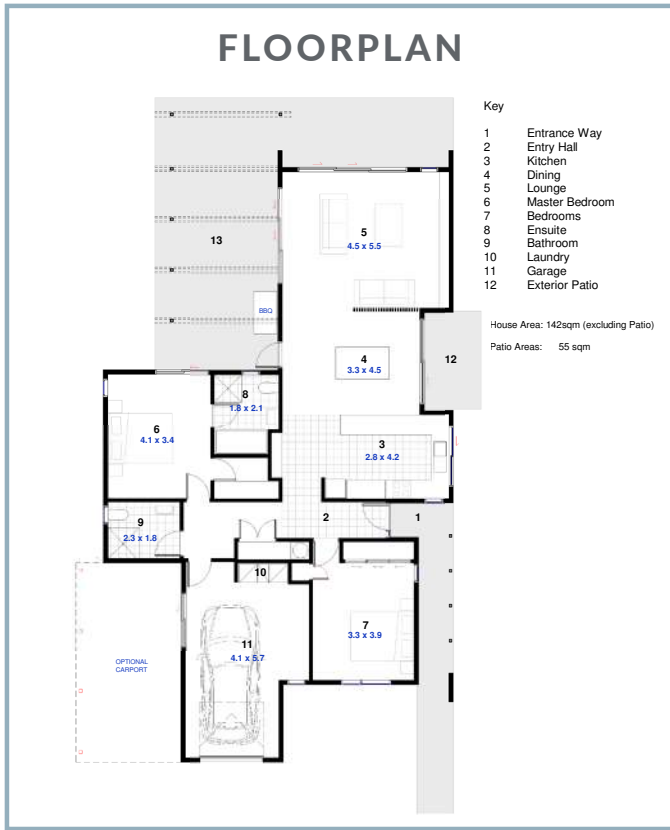 FLOORPLAN
Key
1 Entrance Way
2 Entry Hall
3 Kitchen
4 Dining
5 Lounge
6 Master Bedroom
7 Bedrooms
8 Ensuite
9 Bathroom
10 Laundry
11 Garage
12 Exterior Patio
House Area: 142sqm (excluding Patio)
Patio Areas: 55 sqm
5
4.5 x 5.5
13
BBQ
4
3.3 x 4.5
12
8
1.8 x 2.1
6
4.1 x 3.4
3
2.8 x 4.2
2
1
9
2.3 x 1.8
10
7
3.3 x 3.9
11
4.1 x 5.7
OPTIONAL
CARPORT